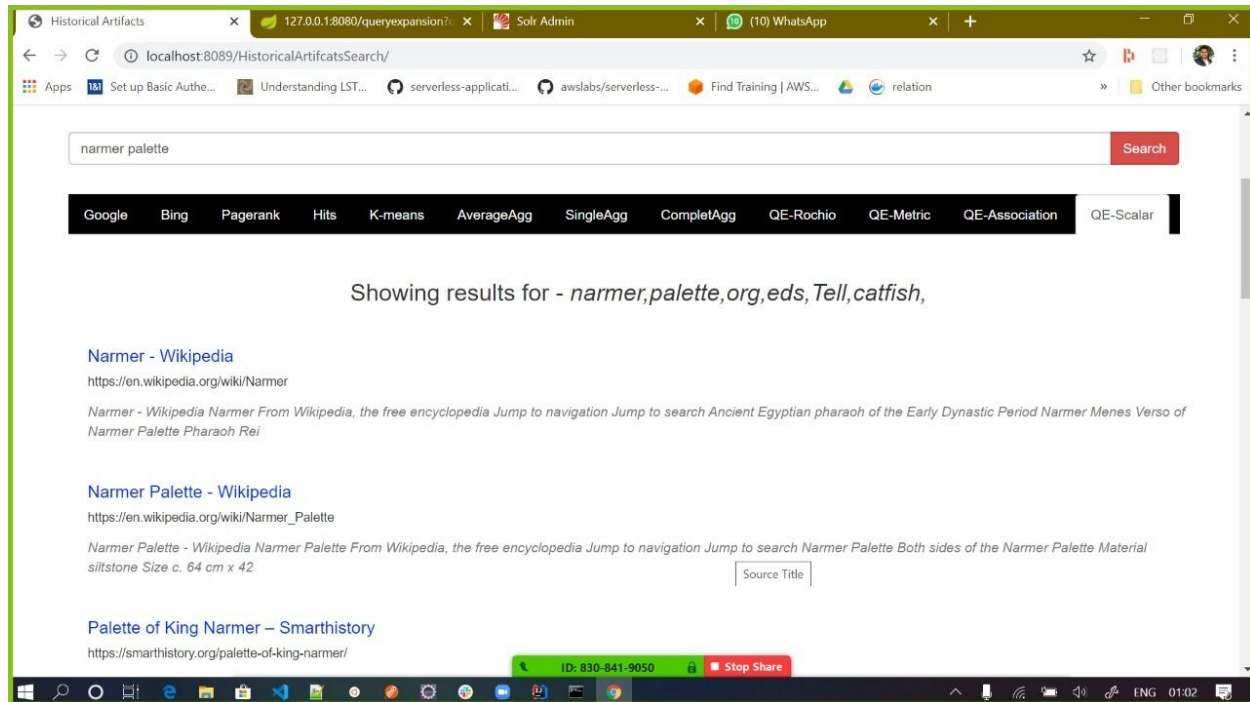 Historical Artifacts
127.0.0.1:8080/queryexpansion?
Solr Admin
(10) WhatsApp
localhost:8089/HistoricalArtifcatsSearch/
Apps
Set up Basic Authe...
Understanding LST...
serverless-applicati...
awslabs/serverless-...
Find Training | AWS...
relation
Other bookmarks
narmer palette
Search
Google Bing Pagerank Hits K-means AverageAgg SingleAgg CompletAgg QE-Rochio QE-Metric QE-Association QE-Scalar
Showing results for - narmer,palette,org,eds,Tell,catfish,
Narmer - Wikipedia
https://en.wikipedia.org/wiki/Narmer
Narmer - Wikipedia Narmer From Wikipedia, the free encyclopedia Jump to navigation Jump to search Ancient Egyptian pharaoh of the Early Dynastic Period Narmer Menes Verso of
Narmer Palette Pharaoh Rei
Narmer Palette - Wikipedia
https://en.wikipedia.org/wiki/Narmer_Palette
Narmer Palette - Wikipedia Narmer Palette From Wikipedia, the free encyclopedia Jump to navigation Jump to search Narmer Palette Both sides of the Narmer Palette Material
siltstone Size c. 64 cm x 42
Source Title
Palette of King Narmer – Smarthistory
https://smarthistory.org/palette-of-king-narmer/
ID: 830-841-9050
Stop Share
ENG 01:02